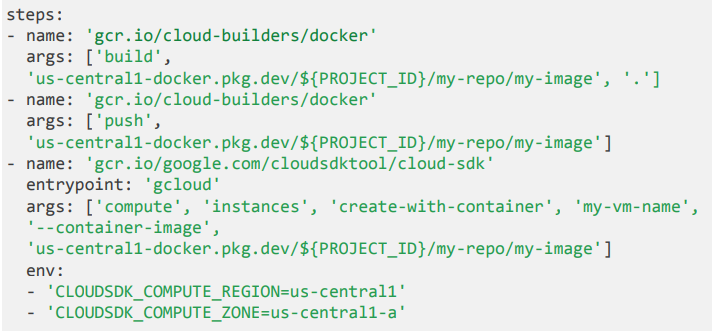 steps:
- name: 'gcr.io/cloud-builders/docker'
  args: ['build',
  'us-central1-docker.pkg.dev/${PROJECT_ID}/my-repo/my-image', '.']
- name: 'gcr.io/cloud-builders/docker'
  args: ['push',
  'us-central1-docker.pkg.dev/${PROJECT_ID}/my-repo/my-image']
- name: 'gcr.io/google.com/cloudsdktool/cloud-sdk'
  entrypoint: 'gcloud'
  args: ['compute', 'instances', 'create-with-container', 'my-vm-name',
  '--container-image',
  'us-central1-docker.pkg.dev/${PROJECT_ID}/my-repo/my-image']
  env:
  - 'CLOUDSDK_COMPUTE_REGION=us-central1'
  - 'CLOUDSDK_COMPUTE_ZONE=us-central1-a'